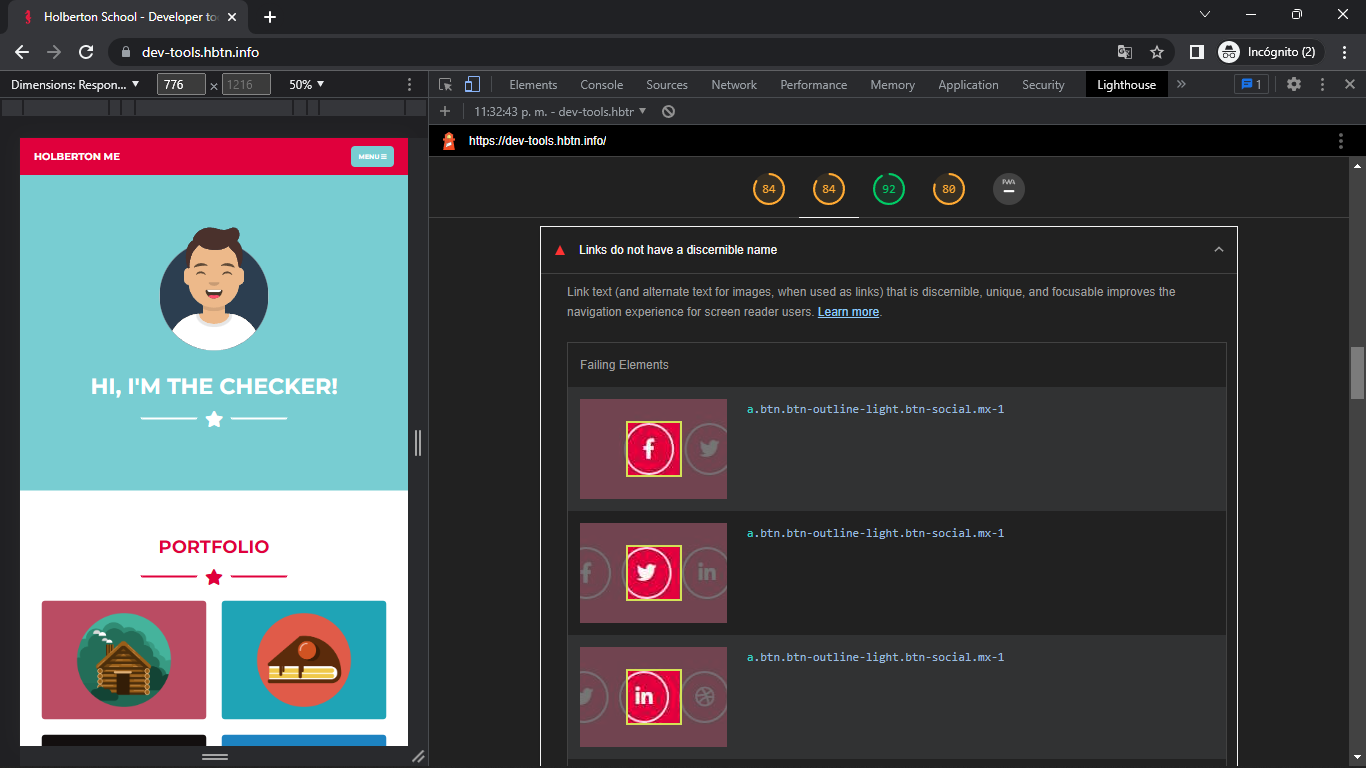 Holberton School - Developer to
dev-tools.hbtn.info
Incógnito (2)
Dimensions: Respon...
776
×
1216
50%
Elements
Console
Sources
Network
Performance
Memory
Application
Security
Lighthouse
1
11:32:43 p. m. - dev-tools.hbtr
https://dev-tools.hbtn.info/
HOLBERTON ME
MENU
HI, I'M THE CHECKER!
PORTFOLIO
84
84
92
80
PWA
Links do not have a discernible name
Link text (and alternate text for images, when used as links) that is discernible, unique, and focusable improves the
navigation experience for screen reader users. Learn more.
Failing Elements
a.btn.btn-outline-light.btn-social.mx-1
a.btn.btn-outline-light.btn-social.mx-1
a.btn.btn-outline-light.btn-social.mx-1